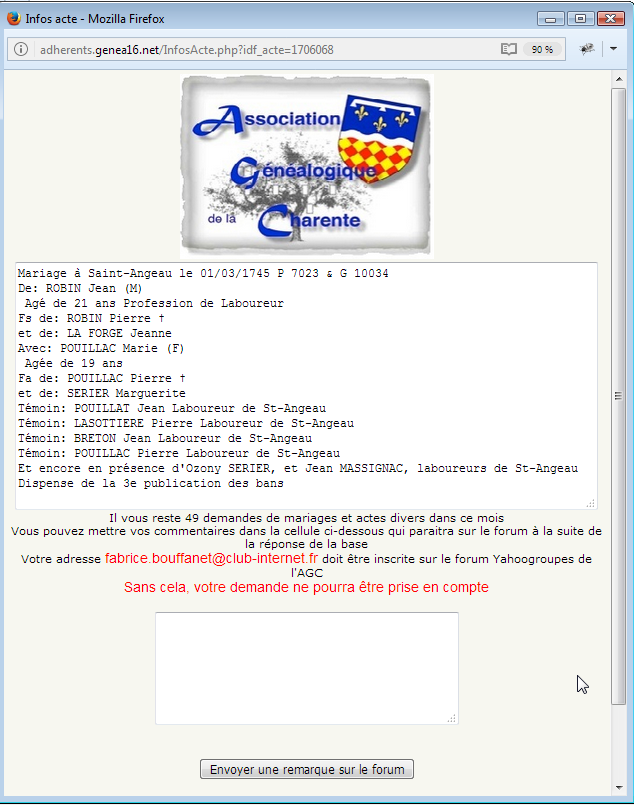 Infos acte - Mozilla Firefox
adherents.genea16.net/InfosActe.php?idf_acte=1706068
90 %
Association
Généalogique
de la Charente
Mariage à Saint-Angeau le 01/03/1745 P 7023 & G 10034
De: ROBIN Jean (M)
Agé de 21 ans Profession de Laboureur
Fs de: ROBIN Pierre †
et de: LA FORGE Jeanne
Avec: POUILLAC Marie (F)
Agée de 19 ans
Fa de: POUILLAC Pierre †
et de: SERIER Marguerite
Témoin: POUILLAT Jean Laboureur de St-Angeau
Témoin: LASOTTIERE Pierre Laboureur de St-Angeau
Témoin: BRETON Jean Laboureur de St-Angeau
Témoin: POUILLAC Pierre Laboureur de St-Angeau
Et encore en présence d'Ozony SERIER, et Jean MASSIGNAC, laboureurs de St-Angeau
Dispense de la 3e publication des bans
Il vous reste 49 demandes de mariages et actes divers dans ce mois
Vous pouvez mettre vos commentaires dans la cellule ci-dessous qui paraitra sur le forum à la suite de
la réponse de la base
Votre adresse fabrice.bouffanet@club-internet.fr doit être inscrite sur le forum Yahoogroupes de
l'AGC
Sans cela, votre demande ne pourra être prise en compte
Envoyer une remarque sur le forum